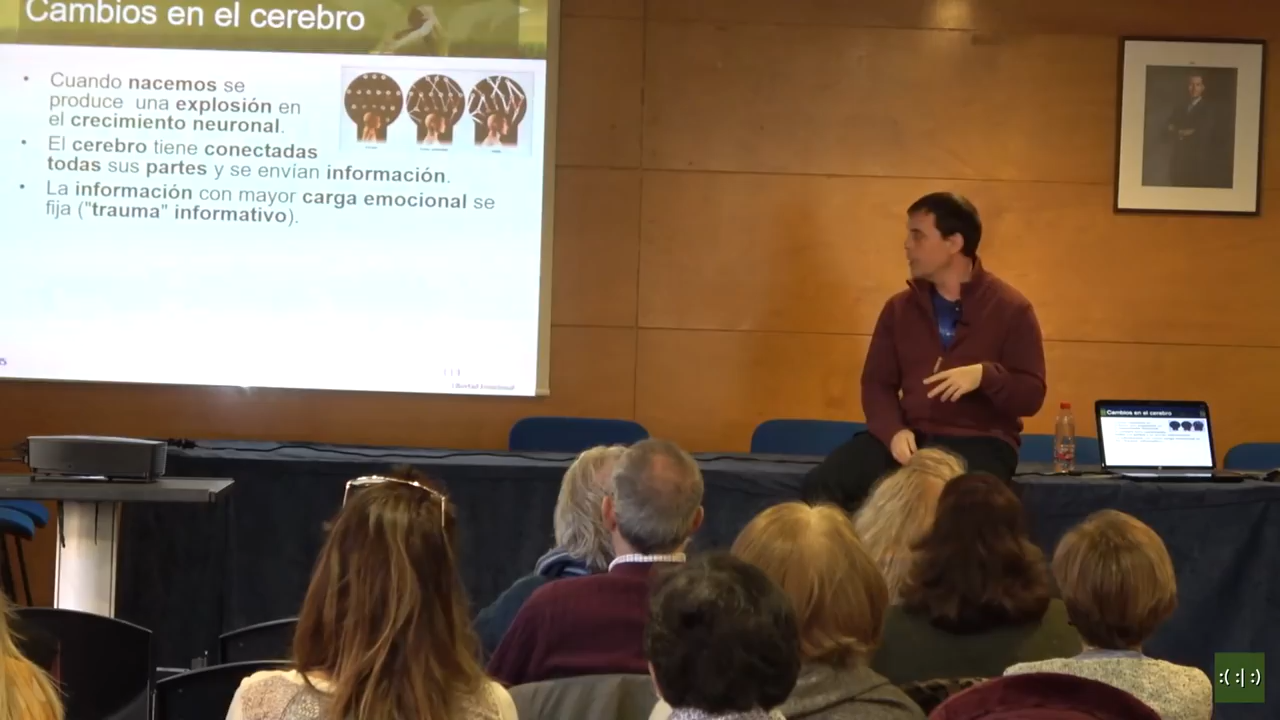 Cambios en el cerebro
• Cuando nacemos se
produce una explosión en
el crecimiento neuronal.
• El cerebro tiene conectadas
todas sus partes y se envían información.
• La información con mayor carga emocional se
fija ("trauma" informativo).
Libertad Emocional
Cambios en el cerebro
:( :| :)